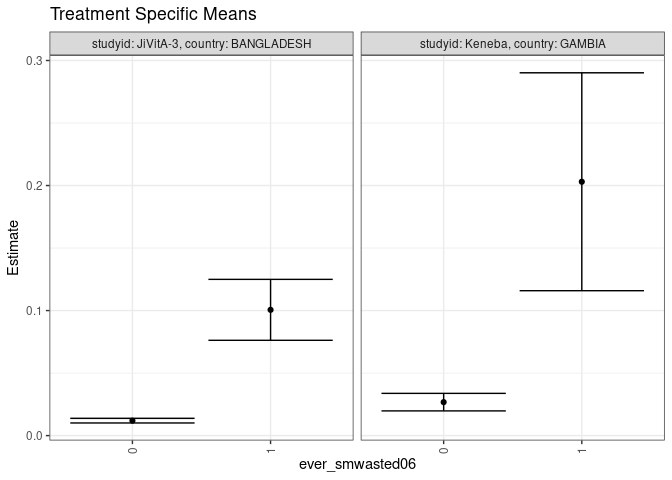 Treatment Specific Means
studyid: JiVitA-3, country: BANGLADESH
studyid: Keneba, country: GAMBIA
0.3
0.2
0.1
0.0
Estimate
0
1
0
1
ever_smwasted06